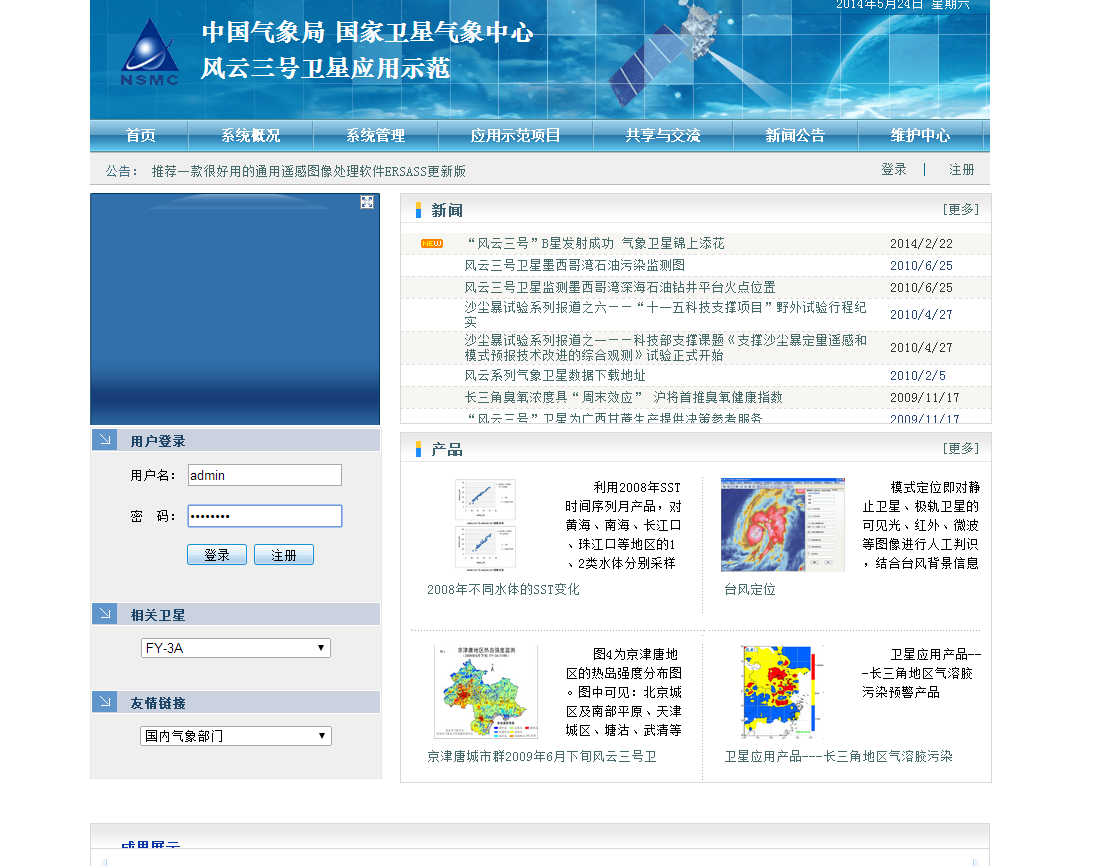 2014年5月24日 星期六
中国气象局 国家卫星气象中心
风云三号卫星应用示范
NSMC
首页 系统概况 系统管理 应用示范项目 共享与交流 新闻公告 维护中心
公告： 推荐一款很好用的通用遥感图像处理软件ERSASS更新版
登录 | 注册
新闻 [更多]
NEW “风云三号”B星发射成功 气象卫星锦上添花 2014/2/22
风云三号卫星墨西哥湾石油污染监测图 2010/6/25
风云三号卫星监测墨西哥湾深海石油钻井平台火点位置 2010/6/25
沙尘暴试验系列报道之六－－“十一五科技支撑项目”野外试验行程纪
实 2010/4/27
沙尘暴试验系列报道之一－－科技部支撑课题《支撑沙尘暴定量遥感和
模式预报技术改进的综合观测》试验正式开始 2010/4/27
风云系列气象卫星数据下载地址 2010/2/5
长三角臭氧浓度具“周末效应” 沪将首推臭氧健康指数 2009/11/17
“风云三号”卫星为广西甘蔗生产提供决策参考服务 2009/11/17
用户登录
用户名： admin
密 码： ••••••••
登录 注册
相关卫星
FY-3A
友情链接
国内气象部门
产品 [更多]
利用2008年SST
时间序列月产品，对
黄海、南海、长江口
、珠江口等地区的1
、2类水体分别采样
2008年不同水体的SST变化
模式定位即对静
止卫星、极轨卫星的
可见光、红外、微波
等图像进行人工判识
，结合台风背景信息
台风定位
京津唐地区热岛强度监测
图4为京津唐地
区的热岛强度分布图
。图中可见：北京城
区及南部平原、天津
城区、塘沽、武清等
京津唐城市群2009年6月下旬风云三号卫
卫星应用产品--
-长三角地区气溶胶
污染预警产品
卫星应用产品---长三角地区气溶胶污染
成果展示